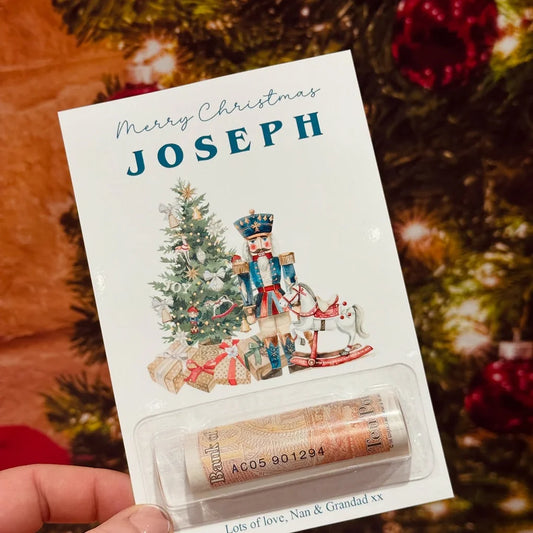 Merry Christmas
JOSEPH
Bank of
AC05 901294
Ten Po
Lots of love, Nan & Grandad xx